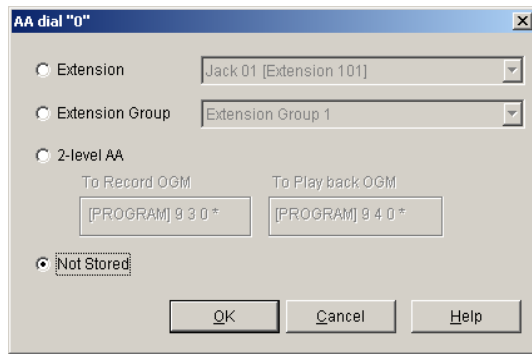 AA dial "0"
Extension
Jack 01 [Extension 101]
Extension Group
Extension Group 1
2-level AA
To Record OGM
To Play back OGM
[PROGRAM] 9 3 0 *
[PROGRAM] 9 4 0 *
Not Stored
OK
Cancel
Help